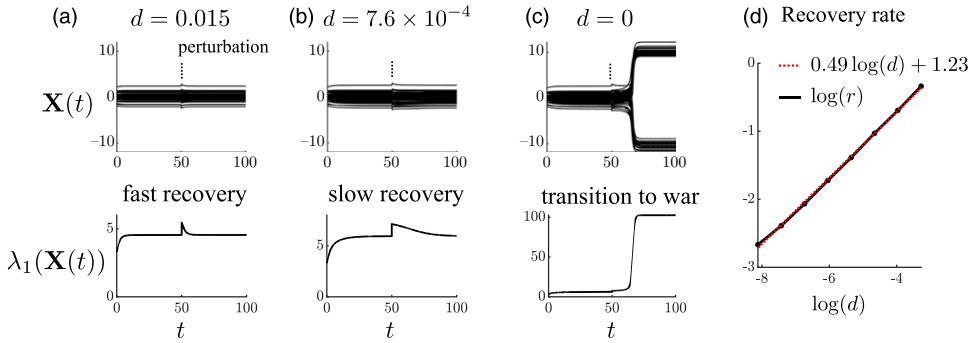 (a) d = 0.015
(b) d = 7.6 × 10⁻⁴
(c) d = 0
(d) Recovery rate
perturbation
X(t)
10
0
−10
0 50 100
10
0
−10
0 50 100
10
0
−10
0 50 100
fast recovery
slow recovery
transition to war
λ₁(X(t))
5
0
0 50 100
t
5
0
0 50 100
t
100
50
0
0 50 100
t
0.49 log(d) + 1.23
log(r)
0
-1
-2
-3
-8 -6 -4
log(d)